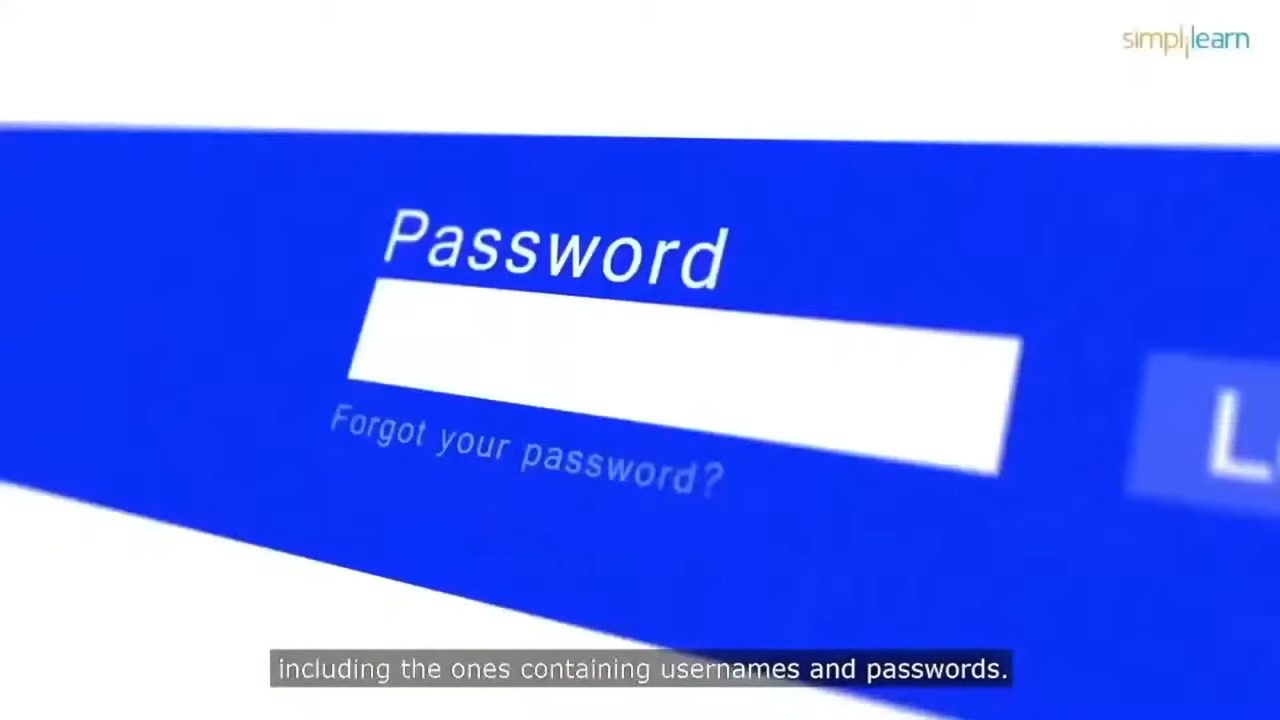 simplilearn
Password
Forgot your password?
including the ones containing usernames and passwords.